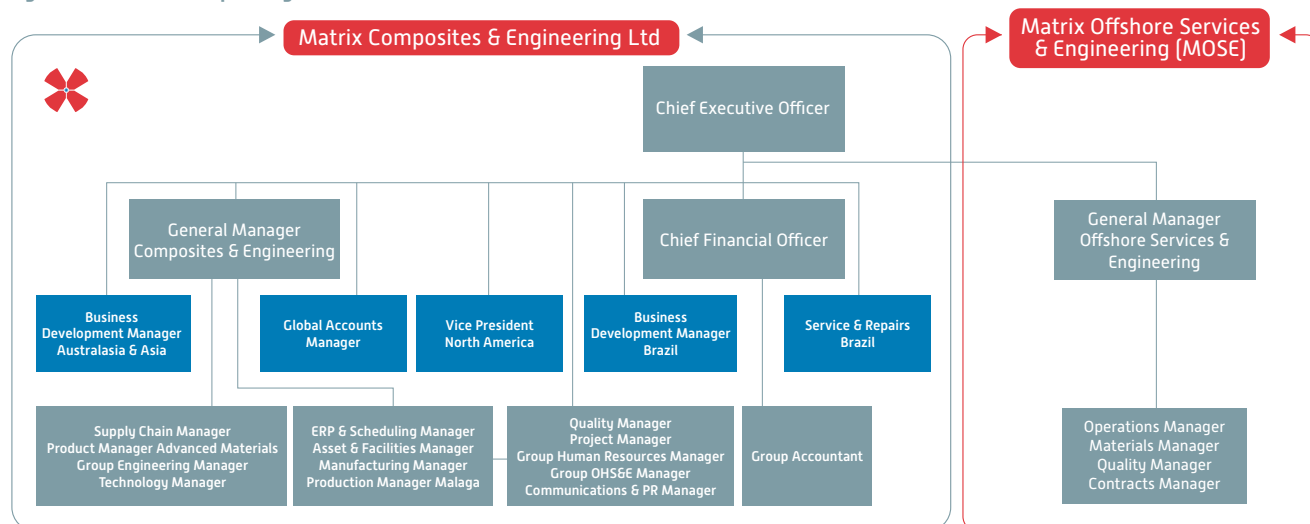 Matrix Composites & Engineering Ltd
Matrix Offshore Services
& Engineering (MOSE)
Chief Executive Officer
General Manager
Composites & Engineering
Chief Financial Officer
General Manager
Offshore Services &
Engineering
Business
Development Manager
Australasia & Asia
Global Accounts
Manager
Vice President
North America
Business
Development Manager
Brazil
Service & Repairs
Brazil
Supply Chain Manager
Product Manager Advanced Materials
Group Engineering Manager
Technology Manager
ERP & Scheduling Manager
Asset & Facilities Manager
Manufacturing Manager
Production Manager Malaga
Quality Manager
Project Manager
Group Human Resources Manager
Group OHS&E Manager
Communications & PR Manager
Group Accountant
Operations Manager
Materials Manager
Quality Manager
Contracts Manager